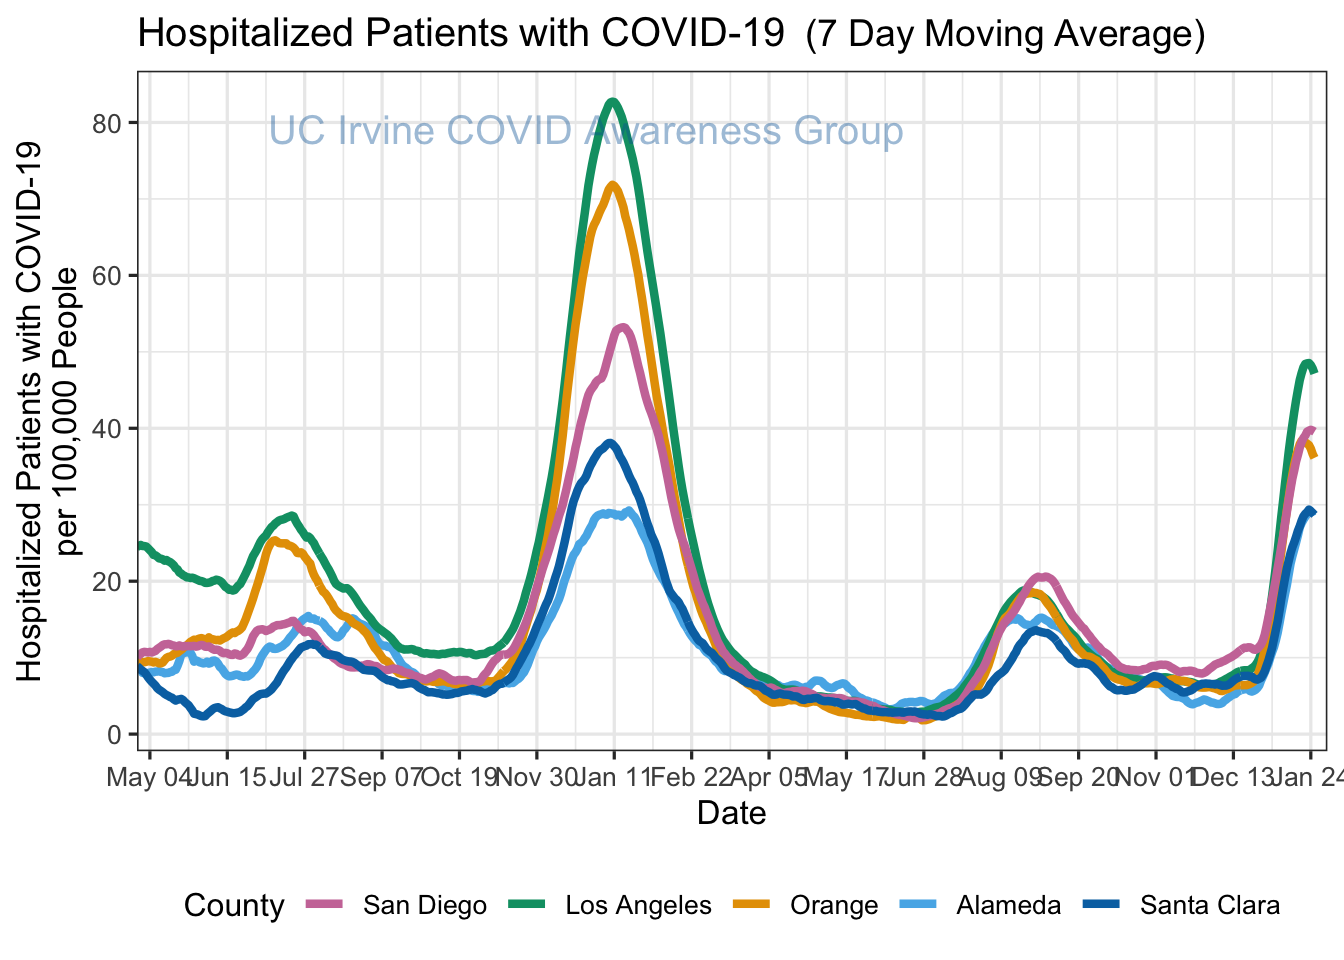 Hospitalized Patients with COVID-19 (7 Day Moving Average)
UC Irvine COVID Awareness Group
Hospitalized Patients with COVID-19
per 100,000 People
80
60
40
20
0
May 04 Jun 15 Jul 27 Sep 07 Oct 19 Nov 30 Jan 11 Feb 22 Apr 05 May 17 Jun 28 Aug 09 Sep 20 Nov 01 Dec 13 Jan 24
Date
County San Diego Los Angeles Orange Alameda Santa Clara